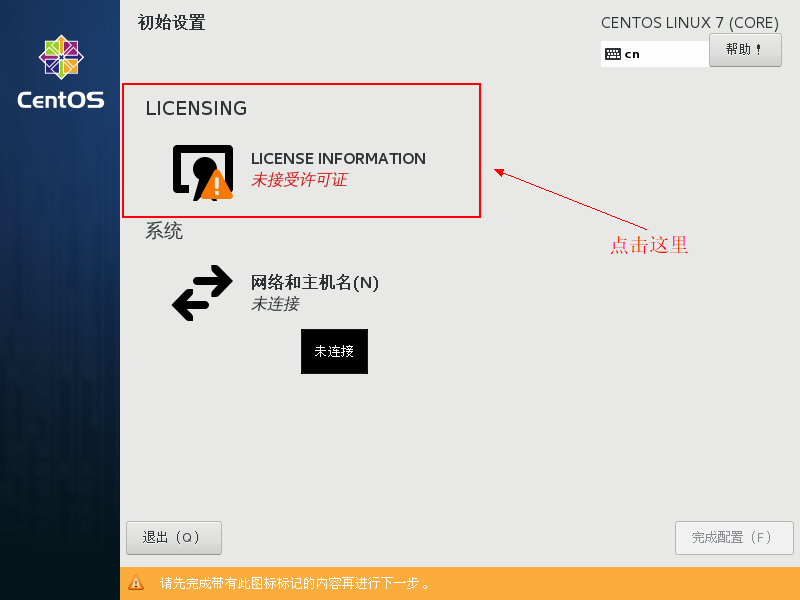 初始设置
CENTOS LINUX 7 (CORE)
cn
帮助！
CentOS
LICENSING
LICENSE INFORMATION
未接受许可证
点击这里
系统
网络和主机名(N)
未连接
未连接
退出（Q）
完成配置（F）
请先完成带有此图标标记的内容再进行下一步。